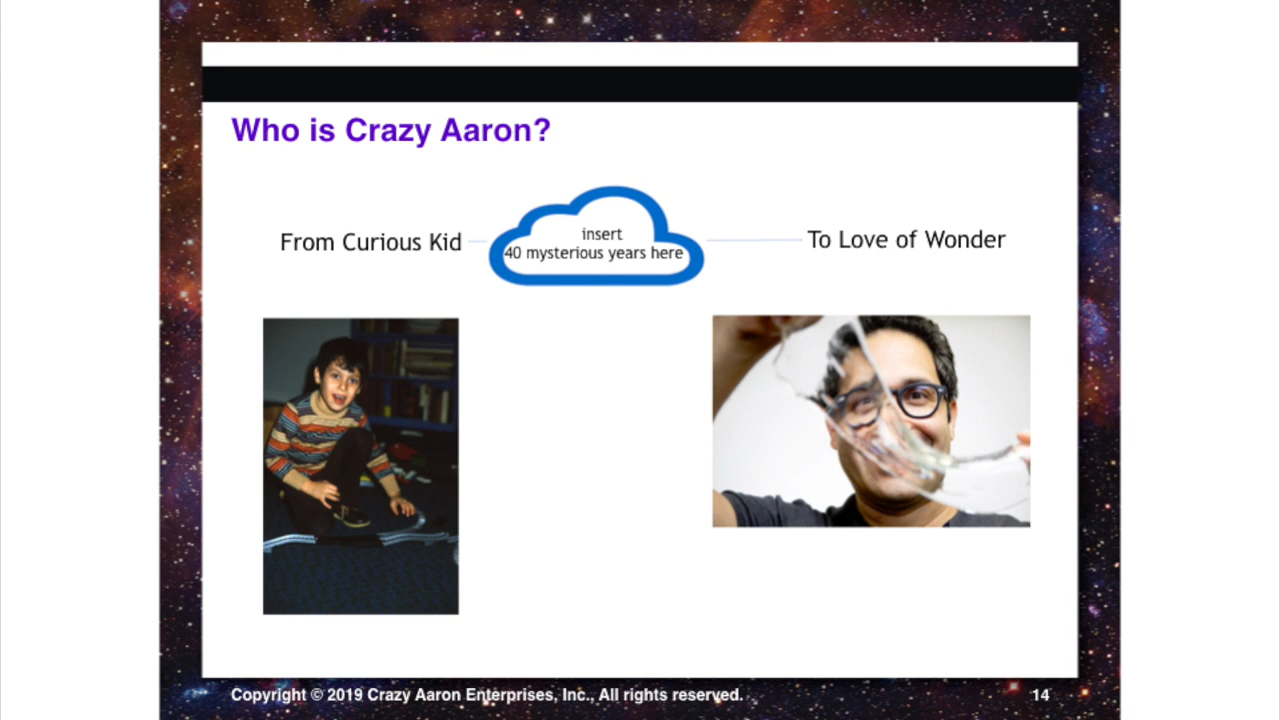 Who is Crazy Aaron?
From Curious Kid
insert
40 mysterious years here
To Love of Wonder
Copyright © 2019 Crazy Aaron Enterprises, Inc., All rights reserved.
14